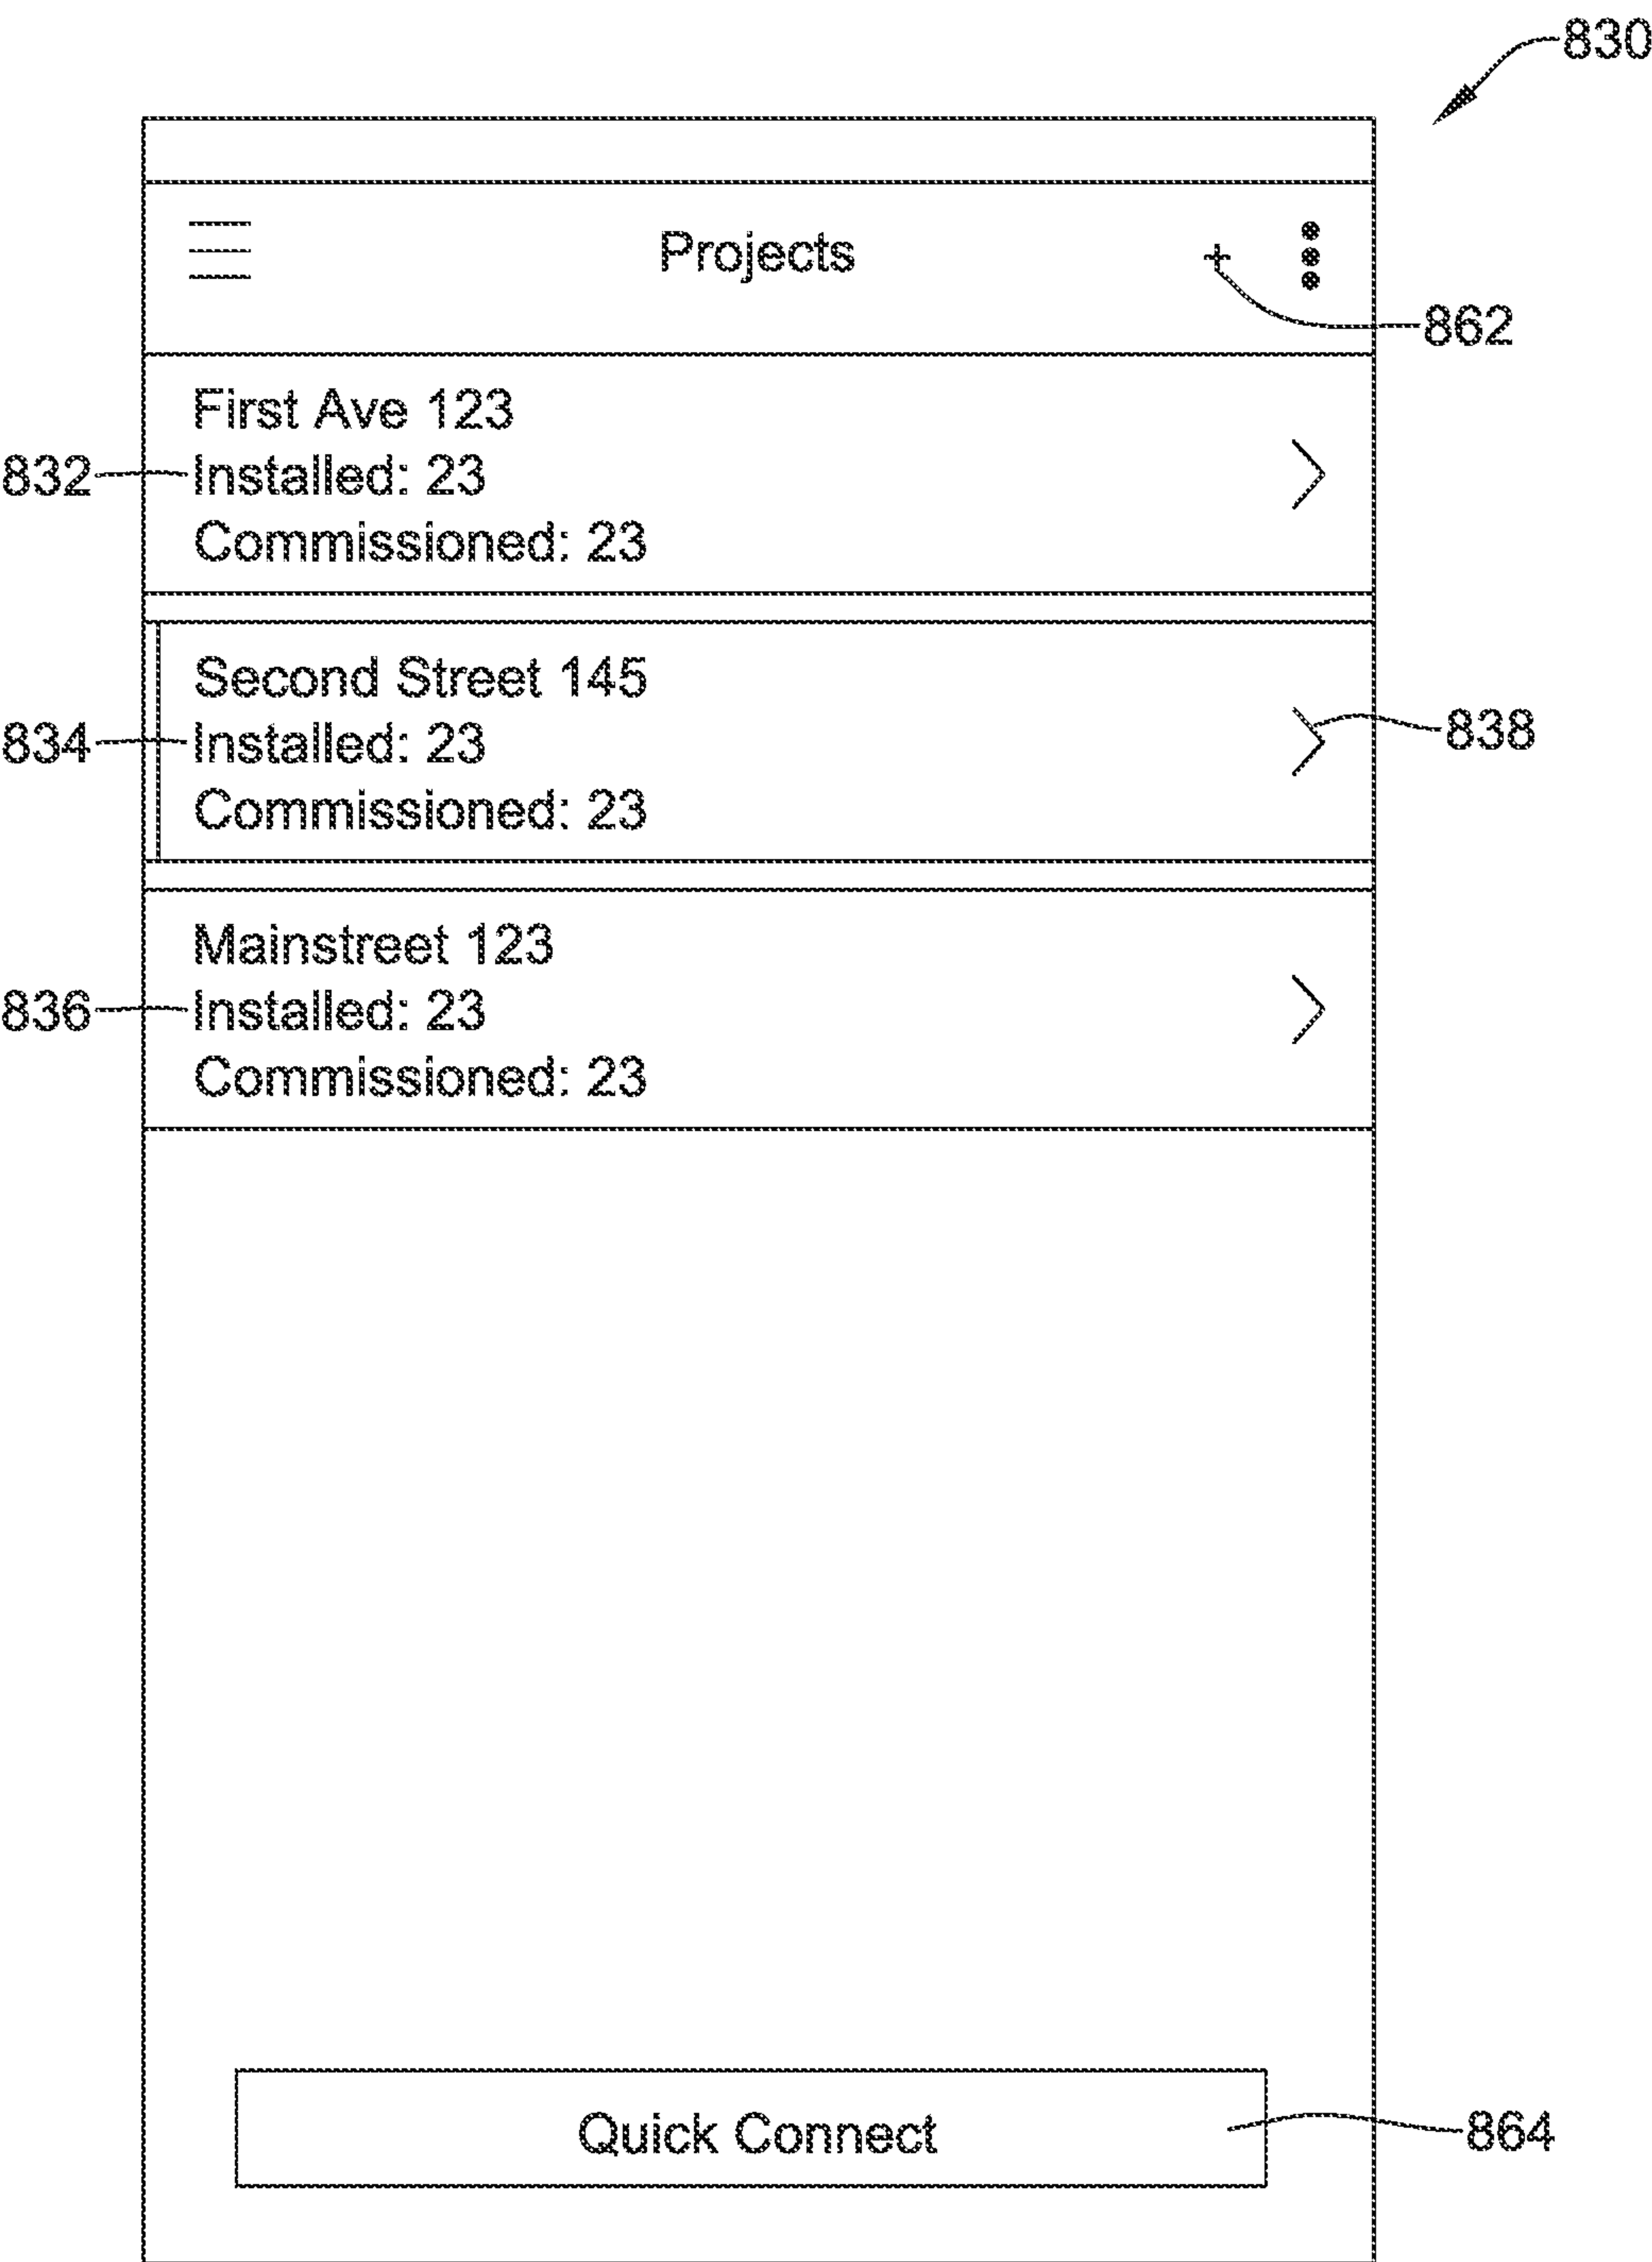 830
Projects
+
862
First Ave 123
832 Installed: 23
Commissioned: 23
Second Street 145
834 Installed: 23 838
Commissioned: 23
Mainstreet 123
836 Installed: 23
Commissioned: 23
Quick Connect 864